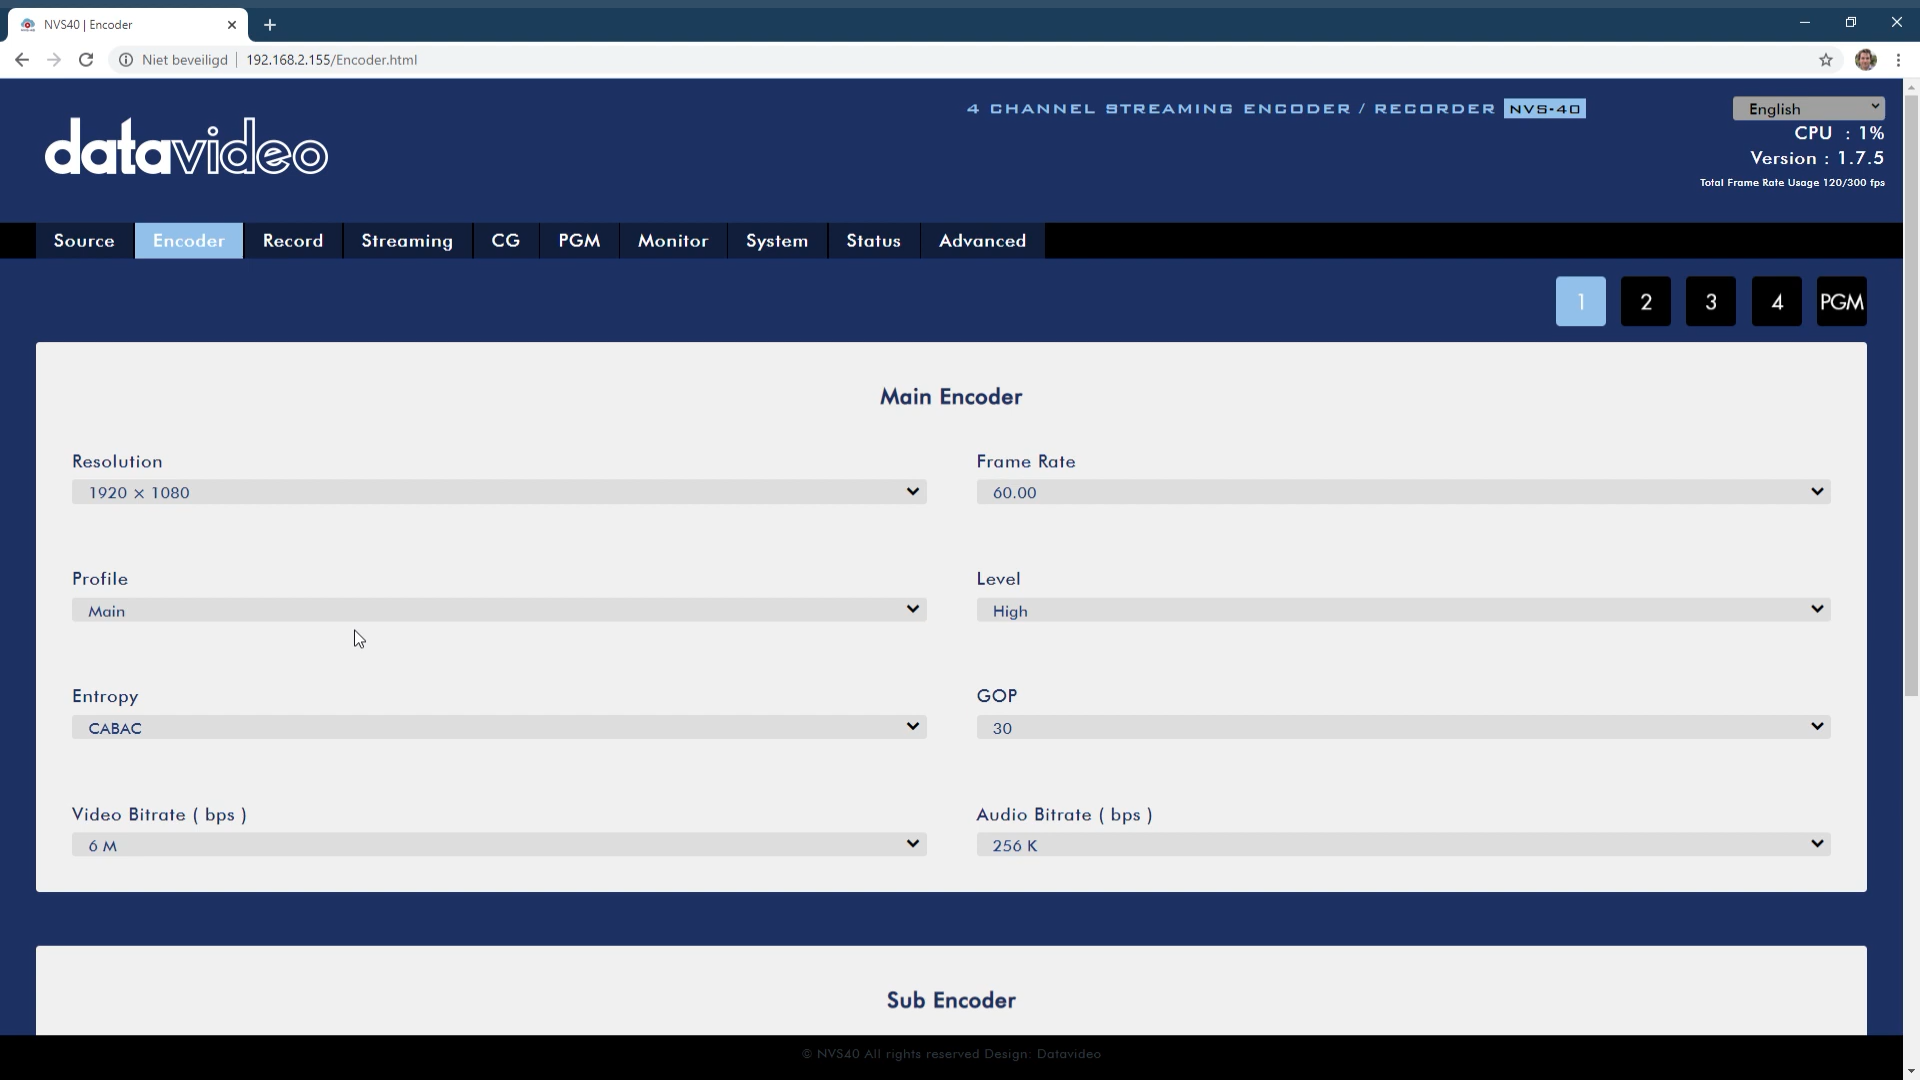 NVS40 | Encoder
Niet beveiligd | 192.168.2.155/Encoder.html
datavideo
4 CHANNEL STREAMING ENCODER / RECORDER NVS-40
English
CPU : 1%
Version : 1.7.5
Total Frame Rate Usage 120/300 fps
Source Encoder Record Streaming CG PGM Monitor System Status Advanced
1 2 3 4 PGM
Main Encoder
Resolution
1920 × 1080
Frame Rate
60.00
Profile
Main
Level
High
Entropy
CABAC
GOP
30
Video Bitrate ( bps )
6 M
Audio Bitrate ( bps )
256 K
Sub Encoder
© NVS40 All rights reserved Design: Datavideo